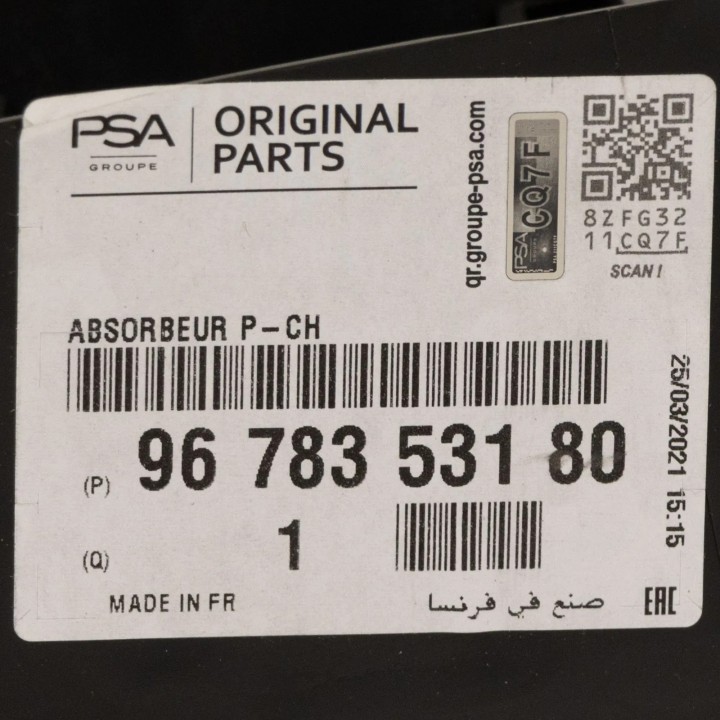 PSA
GROUPE
ORIGINAL
PARTS
qr.groupe-psa.com
PSA
CQ7F
8ZFG32
11CQ7F
SCAN!
ABSORBEUR P-CH
(P) 96 783 531 80
25/03/2021 15:15
(Q) 1
MADE IN FR
صنع في فرنسا
EAC